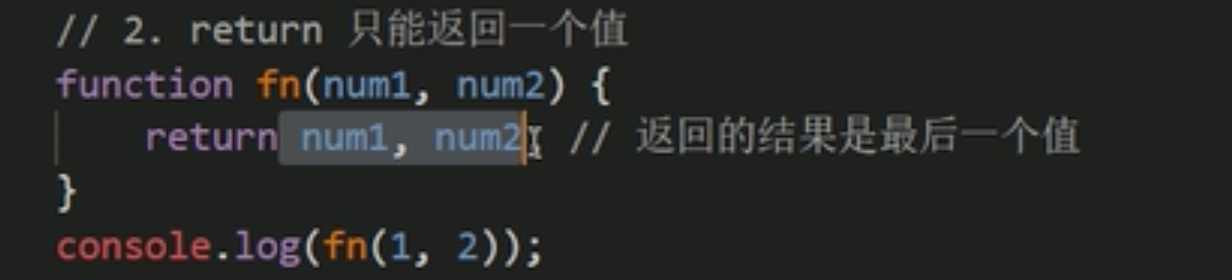 // 2. return 只能返回一个值
function fn(num1, num2) {
return num1, num2; // 返回的结果是最后一个值
}
console.log(fn(1, 2));